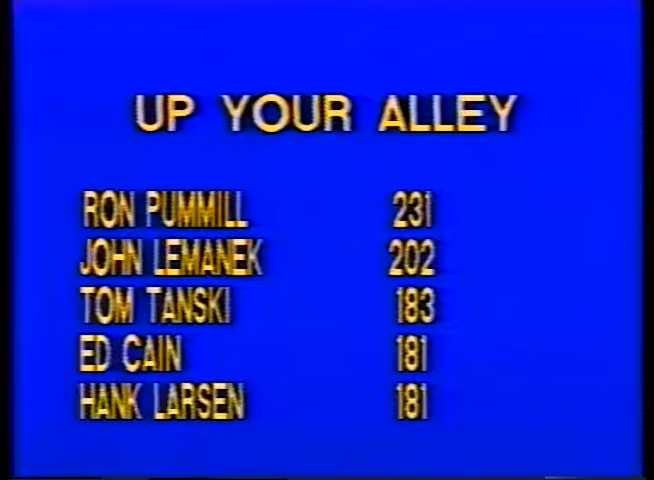 UP YOUR ALLEY
RON PUMMILL 231
JOHN LEMANEK 202
TOM TANSKI 183
ED CAIN 181
HANK LARSEN 181